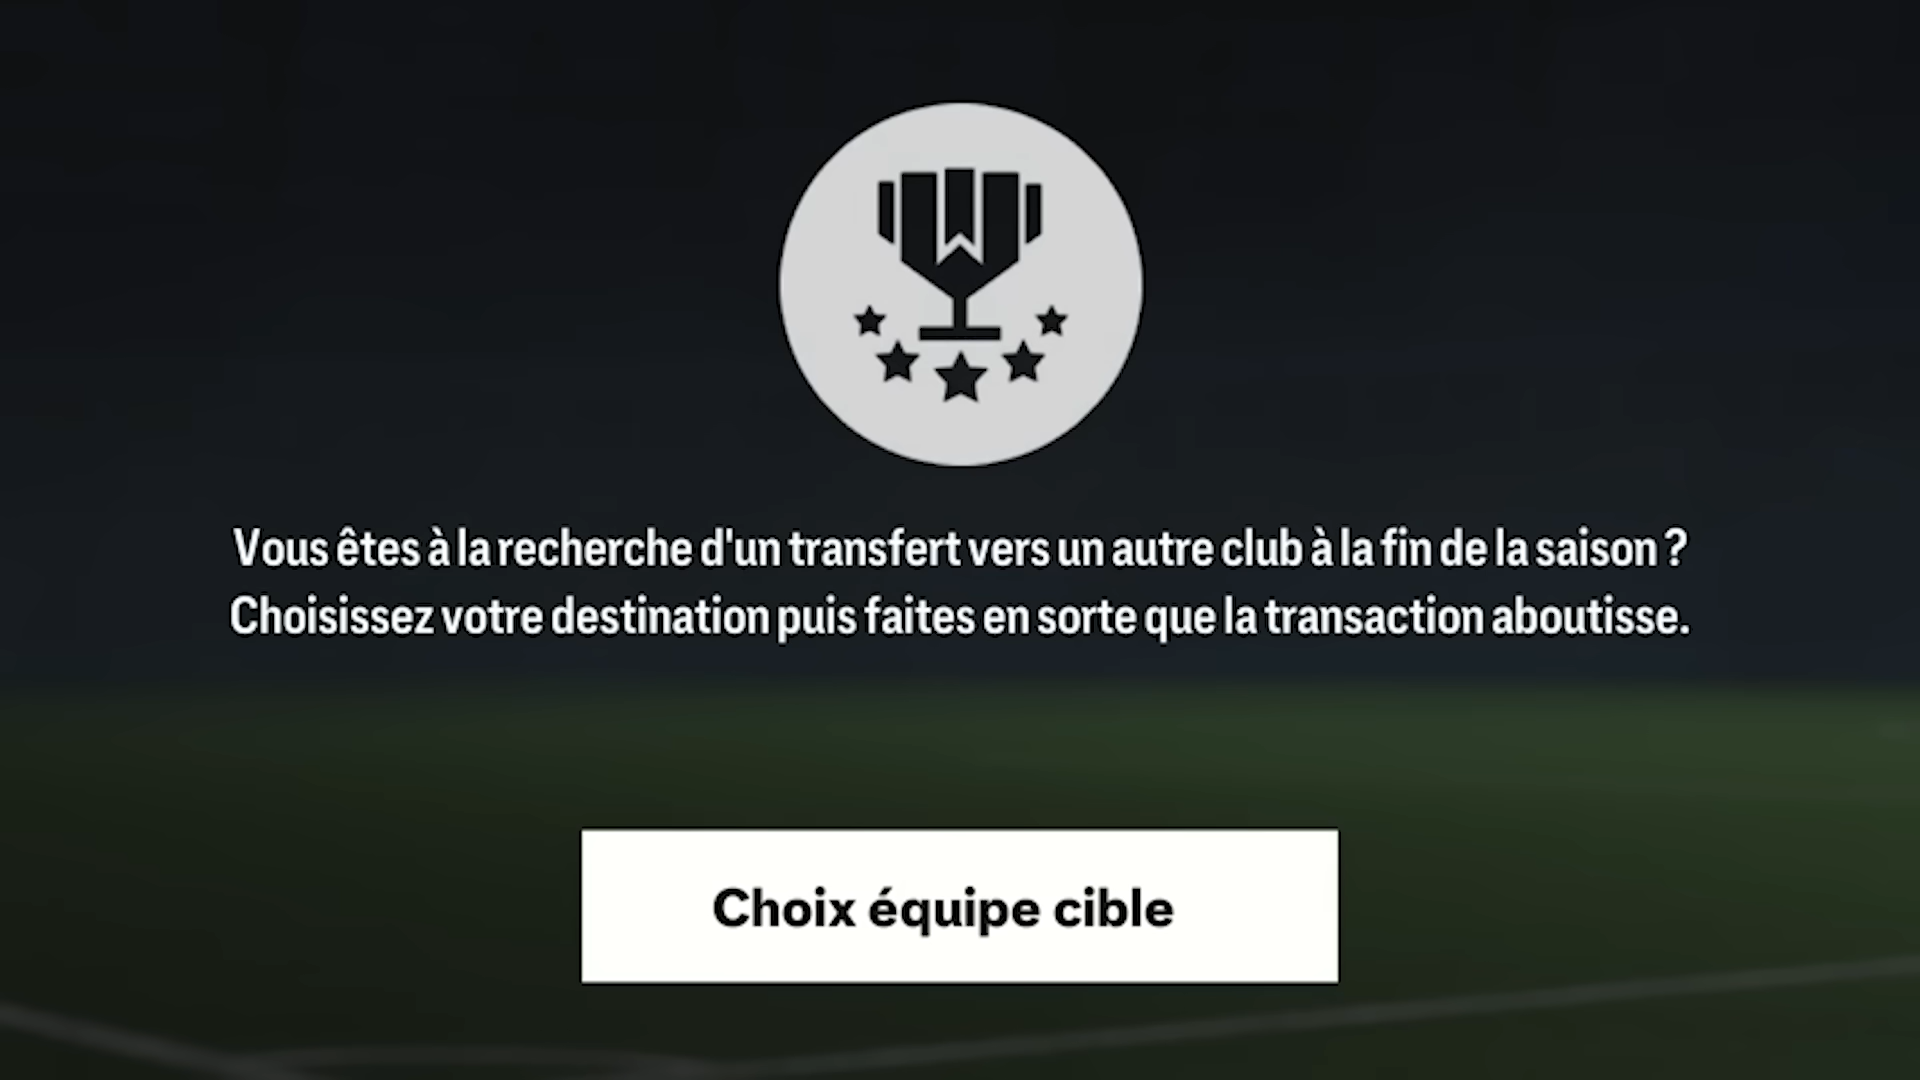 Vous êtes à la recherche d'un transfert vers un autre club à la fin de la saison ?
Choisissez votre destination puis faites en sorte que la transaction aboutisse.
Choix équipe cible